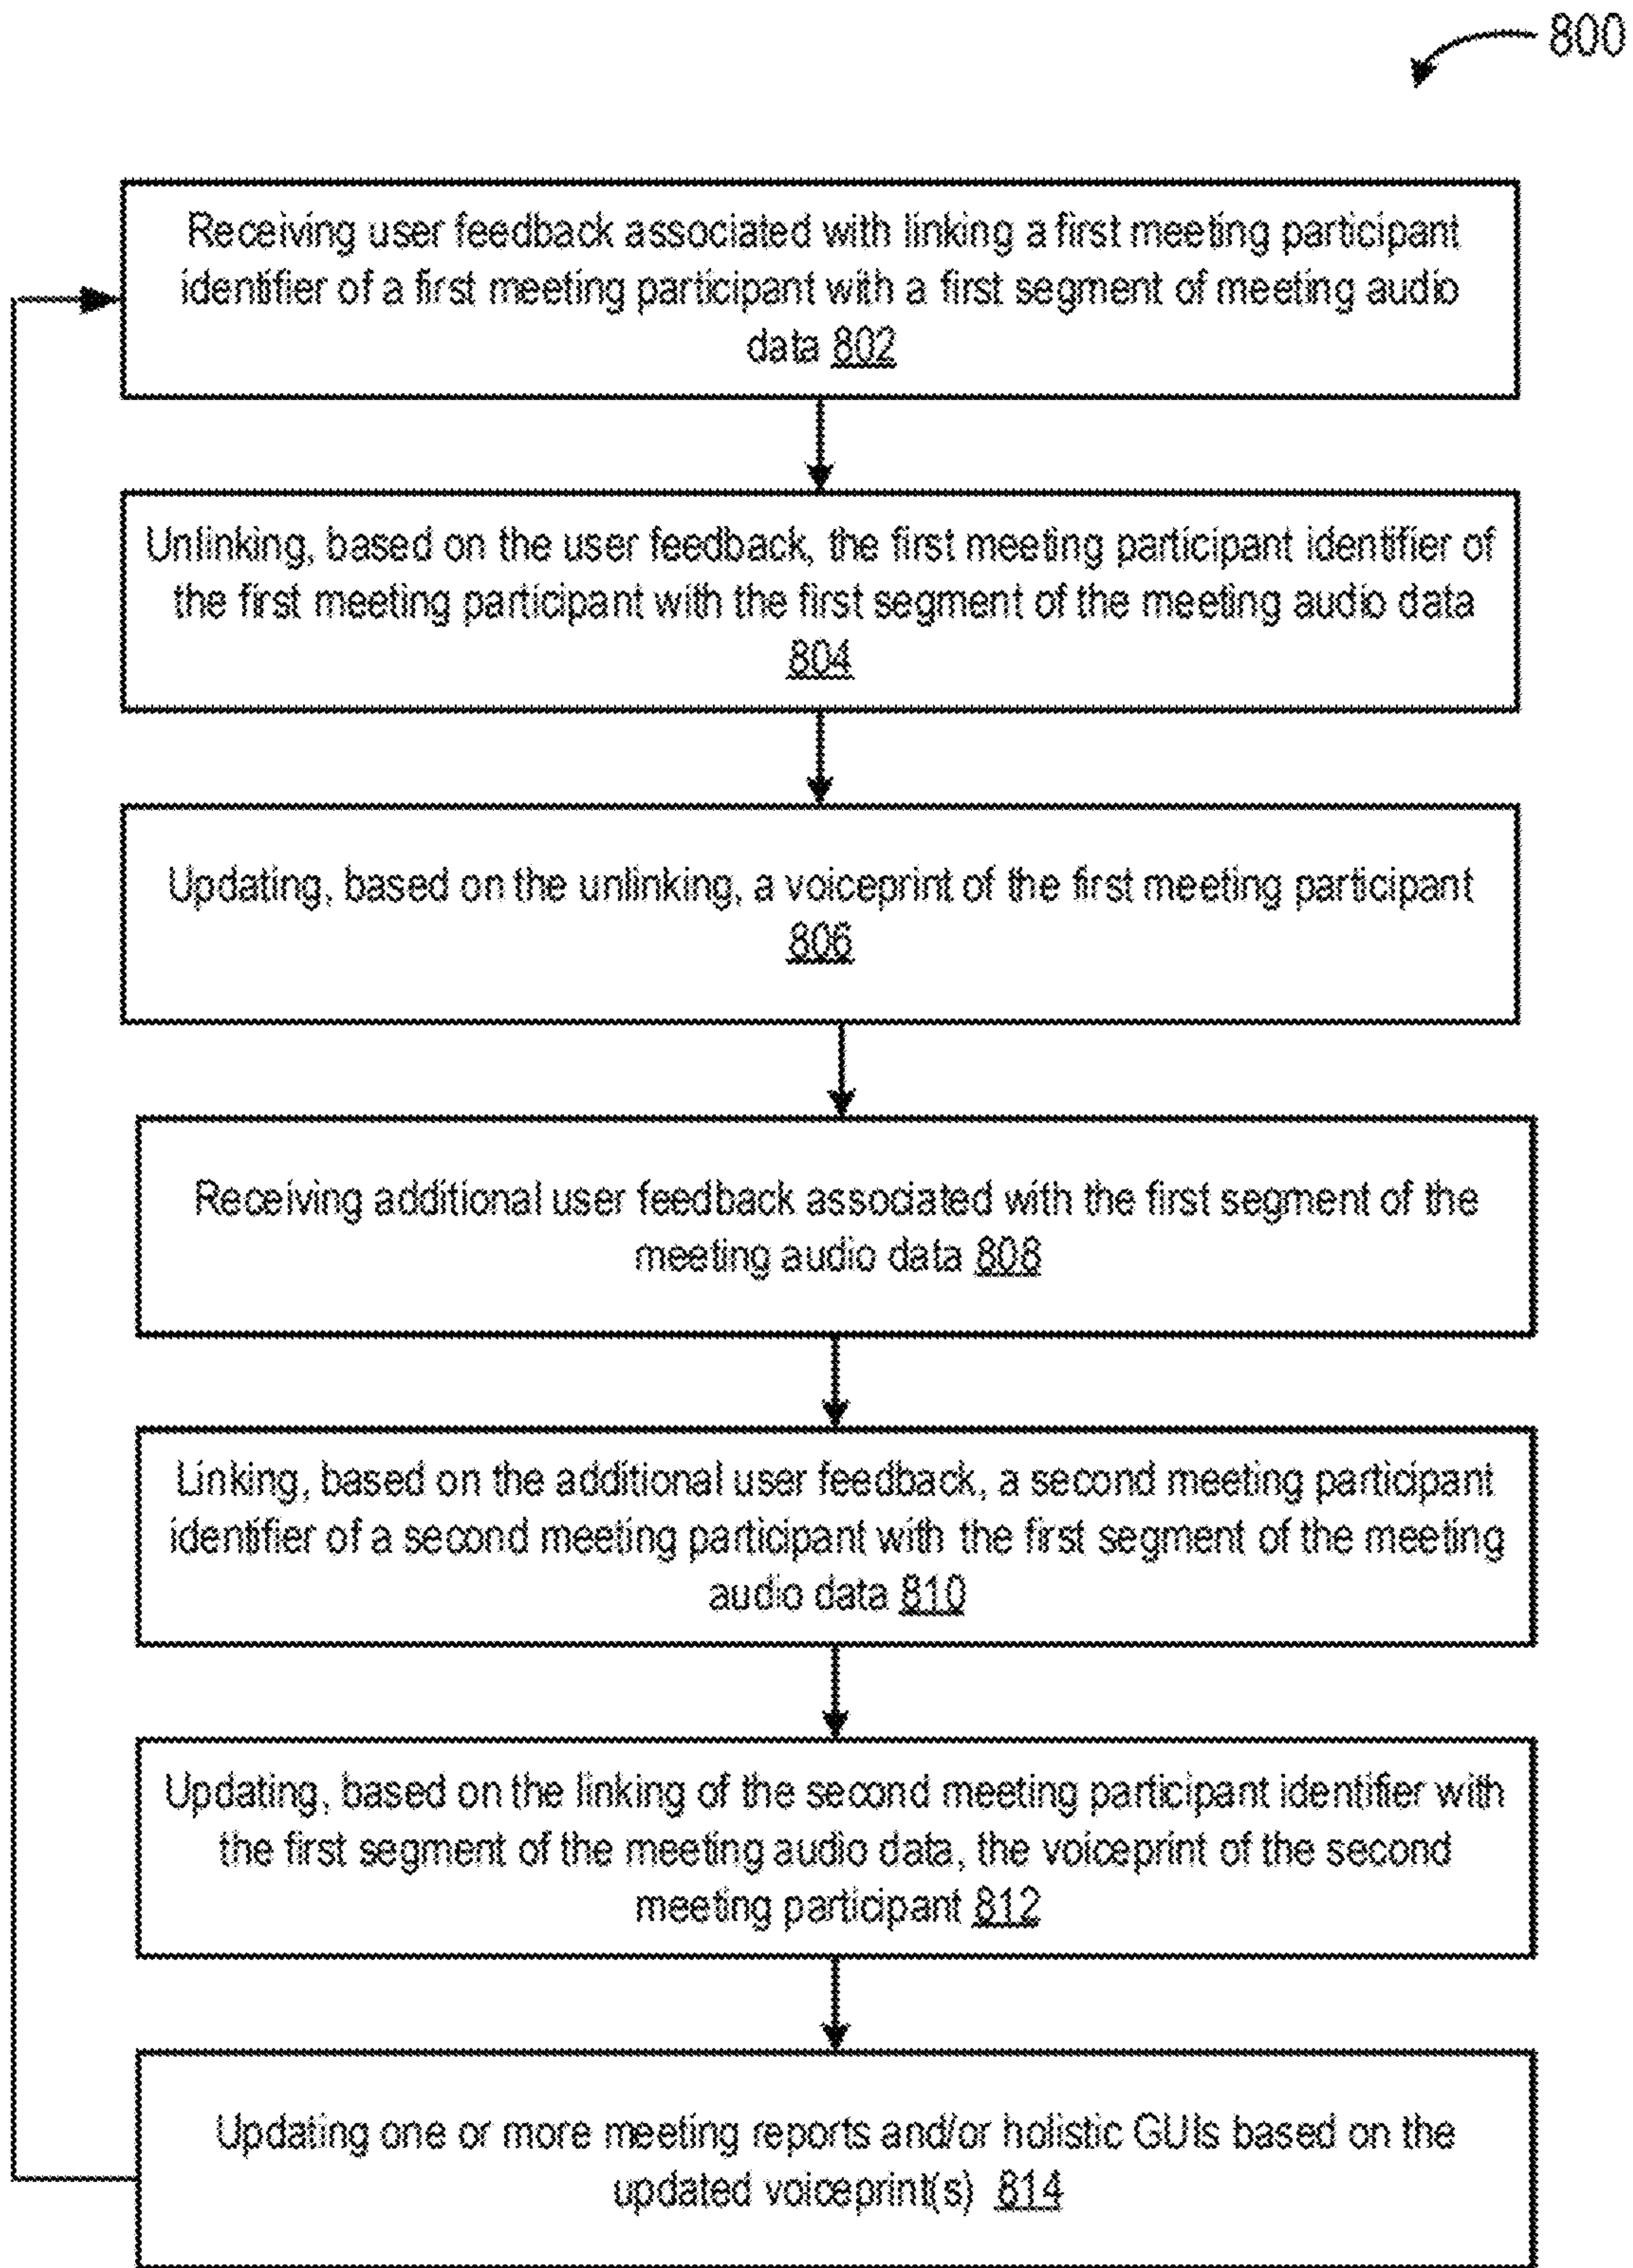 800
Receiving user feedback associated with linking a first meeting participant
identifier of a first meeting participant with a first segment of meeting audio
data 802
Unlinking, based on the user feedback, the first meeting participant identifier of
the first meeting participant with the first segment of the meeting audio data
804
Updating, based on the unlinking, a voiceprint of the first meeting participant
806
Receiving additional user feedback associated with the first segment of the
meeting audio data 808
Linking, based on the additional user feedback, a second meeting participant
identifier of a second meeting participant with the first segment of the meeting
audio data 810
Updating, based on the linking of the second meeting participant identifier with
the first segment of the meeting audio data, the voiceprint of the second
meeting participant 812
Updating one or more meeting reports and/or holistic GUIs based on the
updated voiceprint(s) 814